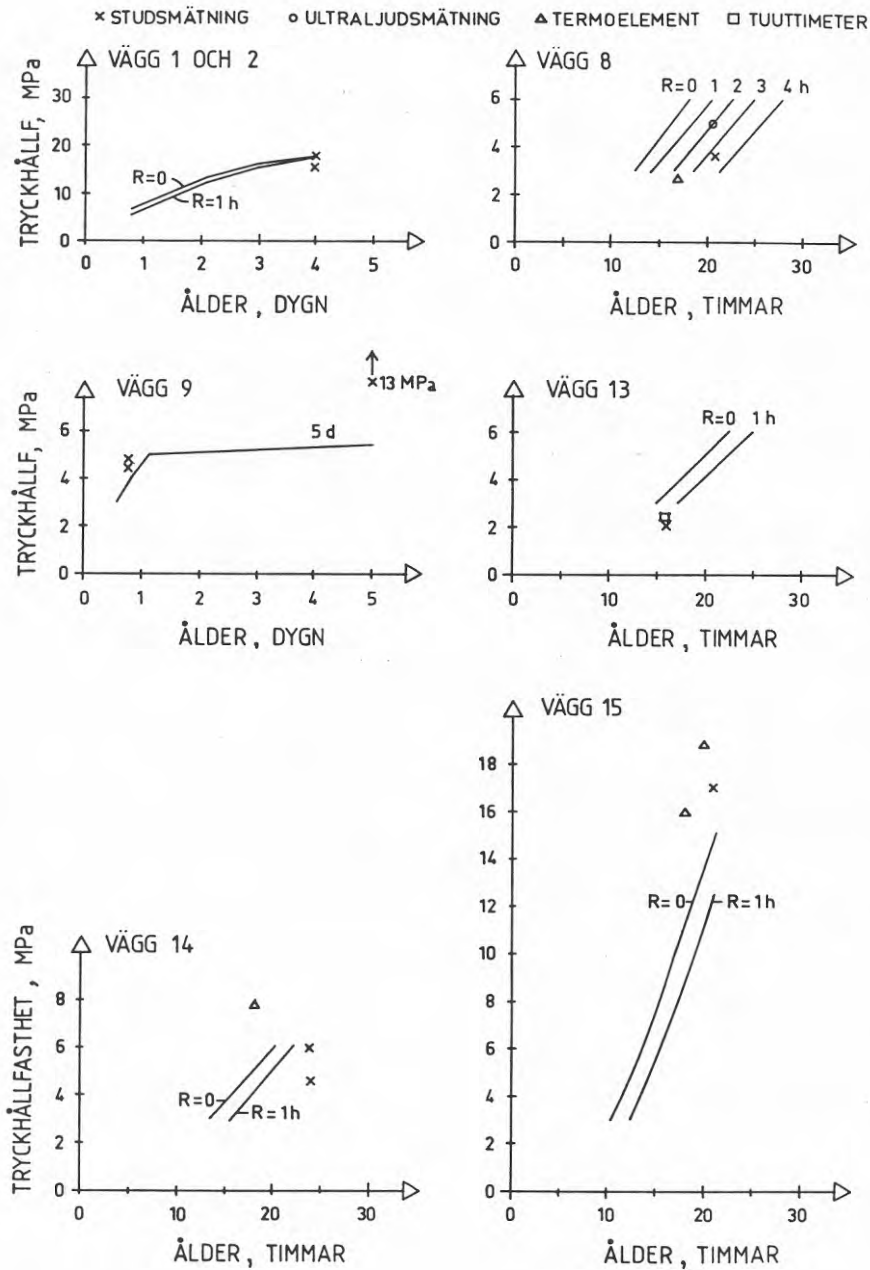 × STUDSMÄTNING ○ ULTRALJUDSMÄTNING △ TERMOELEMENT □ TUUTTIMETER
VÄGG 1 OCH 2
TRYCKHÅLLF, MPa
30
20
10
0
R=0
R=1h
0 1 2 3 4 5
ÅLDER, DYGN
VÄGG 8
6
4
2
0
R=0 1 2 3 4 h
0 10 20 30
ÅLDER, TIMMAR
VÄGG 9
TRYCKHÅLLF, MPa
6
4
2
0
13 MPa
5 d
0 1 2 3 4 5
ÅLDER, DYGN
VÄGG 13
6
4
2
0
R=0 1 h
0 10 20 30
ÅLDER, TIMMAR
VÄGG 14
TRYCKHÅLLFASTHET, MPa
8
6
4
2
0
R=0
R=1h
0 10 20 30
ÅLDER, TIMMAR
VÄGG 15
18
16
14
12
10
8
6
4
2
0
R=0
R=1h
0 10 20 30
ÅLDER, TIMMAR